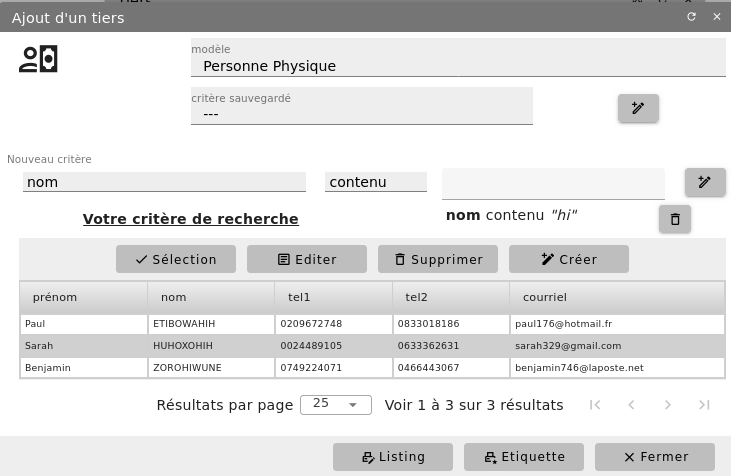 Ajout d'un tiers
modèle
Personne Physique
critère sauvegardé
---
Nouveau critère
nom contenu
Votre critère de recherche nom contenu "hi"
Sélection Editer Supprimer Créer
prénom nom tel1 tel2 courriel
Paul ETIBOWAHIH 0209672748 0833018186 paul176@hotmail.fr
Sarah HUHOXOHIH 0024489105 0633362631 sarah329@gmail.com
Benjamin ZOROHIWUNE 0749224071 0466443067 benjamin746@laposte.net
Résultats par page 25 Voir 1 à 3 sur 3 résultats
Listing Etiquette Fermer